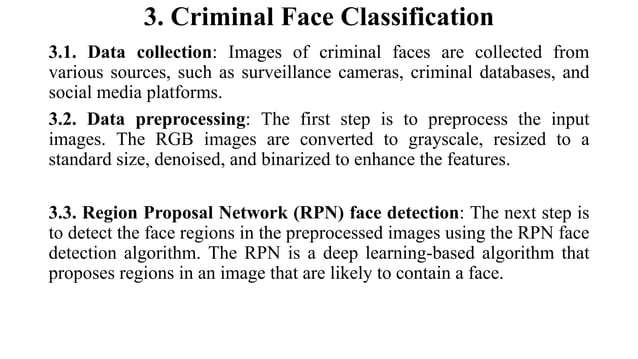 3. Criminal Face Classification
3.1. Data collection: Images of criminal faces are collected from
various sources, such as surveillance cameras, criminal databases, and
social media platforms.
3.2. Data preprocessing: The first step is to preprocess the input
images. The RGB images are converted to grayscale, resized to a
standard size, denoised, and binarized to enhance the features.
3.3. Region Proposal Network (RPN) face detection: The next step is
to detect the face regions in the preprocessed images using the RPN face
detection algorithm. The RPN is a deep learning-based algorithm that
proposes regions in an image that are likely to contain a face.